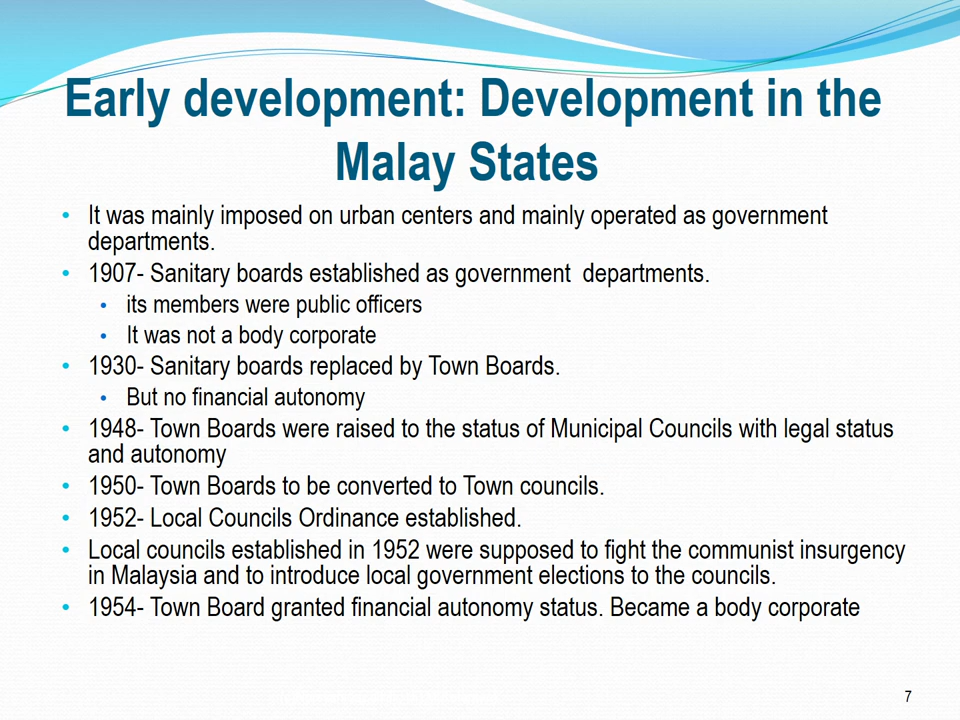 Early development: Development in the
Malay States
• It was mainly imposed on urban centers and mainly operated as government
departments.
• 1907- Sanitary boards established as government  departments.
• its members were public officers
• It was not a body corporate
• 1930- Sanitary boards replaced by Town Boards.
• But no financial autonomy
• 1948- Town Boards were raised to the status of Municipal Councils with legal status
and autonomy
• 1950- Town Boards to be converted to Town councils.
• 1952- Local Councils Ordinance established.
• Local councils established in 1952 were supposed to fight the communist insurgency
in Malaysia and to introduce local government elections to the councils.
• 1954- Town Board granted financial autonomy status. Became a body corporate
7